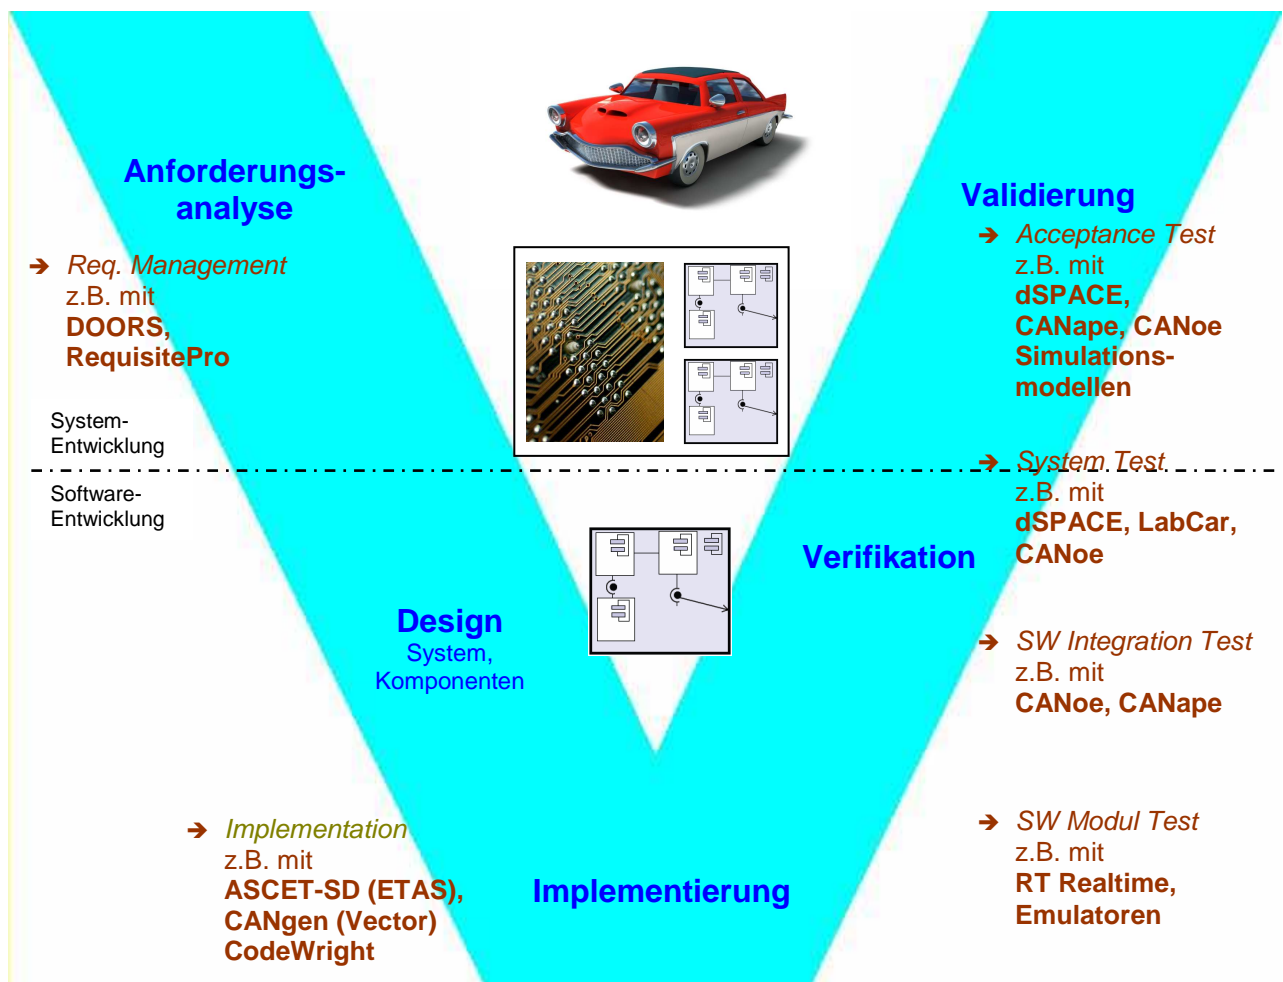 Anforderungs-
analyse
➔ Req. Management
z.B. mit
DOORS,
RequisitePro
System-
Entwicklung
Software-
Entwicklung
Design
System,
Komponenten
➔ Implementation
z.B. mit
ASCET-SD (ETAS),
CANgen (Vector)
CodeWright
Implementierung
Verifikation
Validierung
➔ Acceptance Test
z.B. mit
dSPACE,
CANape, CANoe
Simulations-
modellen
➔ System Test
z.B. mit
dSPACE, LabCar,
CANoe
➔ SW Integration Test
z.B. mit
CANoe, CANape
➔ SW Modul Test
z.B. mit
RT Realtime,
Emulatoren